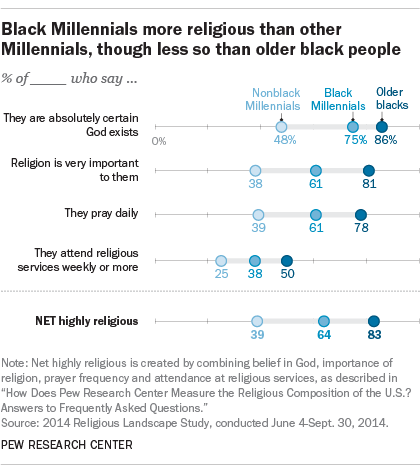 Black Millennials more religious than other
Millennials, though less so than older black people
% of _____ who say ...
Nonblack Millennials
Black Millennials
Older blacks
They are absolutely certain
God exists
0%
48%
75%
86%
Religion is very important
to them
38
61
81
They pray daily
39
61
78
They attend religious
services weekly or more
25
38
50
NET highly religious
39
64
83
Note: Net highly religious is created by combining belief in God, importance of
religion, prayer frequency and attendance at religious services, as described in
“How Does Pew Research Center Measure the Religious Composition of the U.S.?
Answers to Frequently Asked Questions.”
Source: 2014 Religious Landscape Study, conducted June 4-Sept. 30, 2014.
PEW RESEARCH CENTER